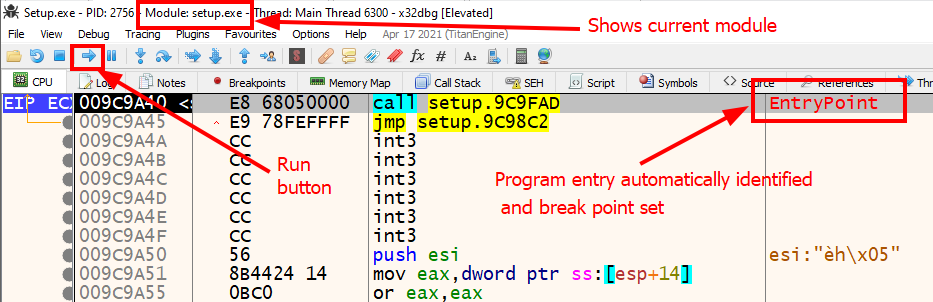 Setup.exe - PID: 2756 - Module: setup.exe - Thread: Main Thread 6300 - x32dbg [Elevated]
Shows current module
File View Debug Tracing Plugins Favourites Options Help Apr 17 2021 (TitanEngine)
CPU Log Notes Breakpoints Memory Map Call Stack SEH Script Symbols Source References
EIP ECX 009C9A40 < E8 68050000 call setup.9C9FAD EntryPoint
009C9A45 ^ E9 78FEFFFF jmp setup.9C98C2
009C9A4A CC int3
009C9A4B CC int3
009C9A4C CC int3
009C9A4D CC int3
009C9A4E CC int3
009C9A4F CC int3
009C9A50 56 push esi esi:"èh\x05"
009C9A51 8B4424 14 mov eax,dword ptr ss:[esp+14]
009C9A55 0BC0 or eax,eax
Run
button
Program entry automatically identified
and break point set